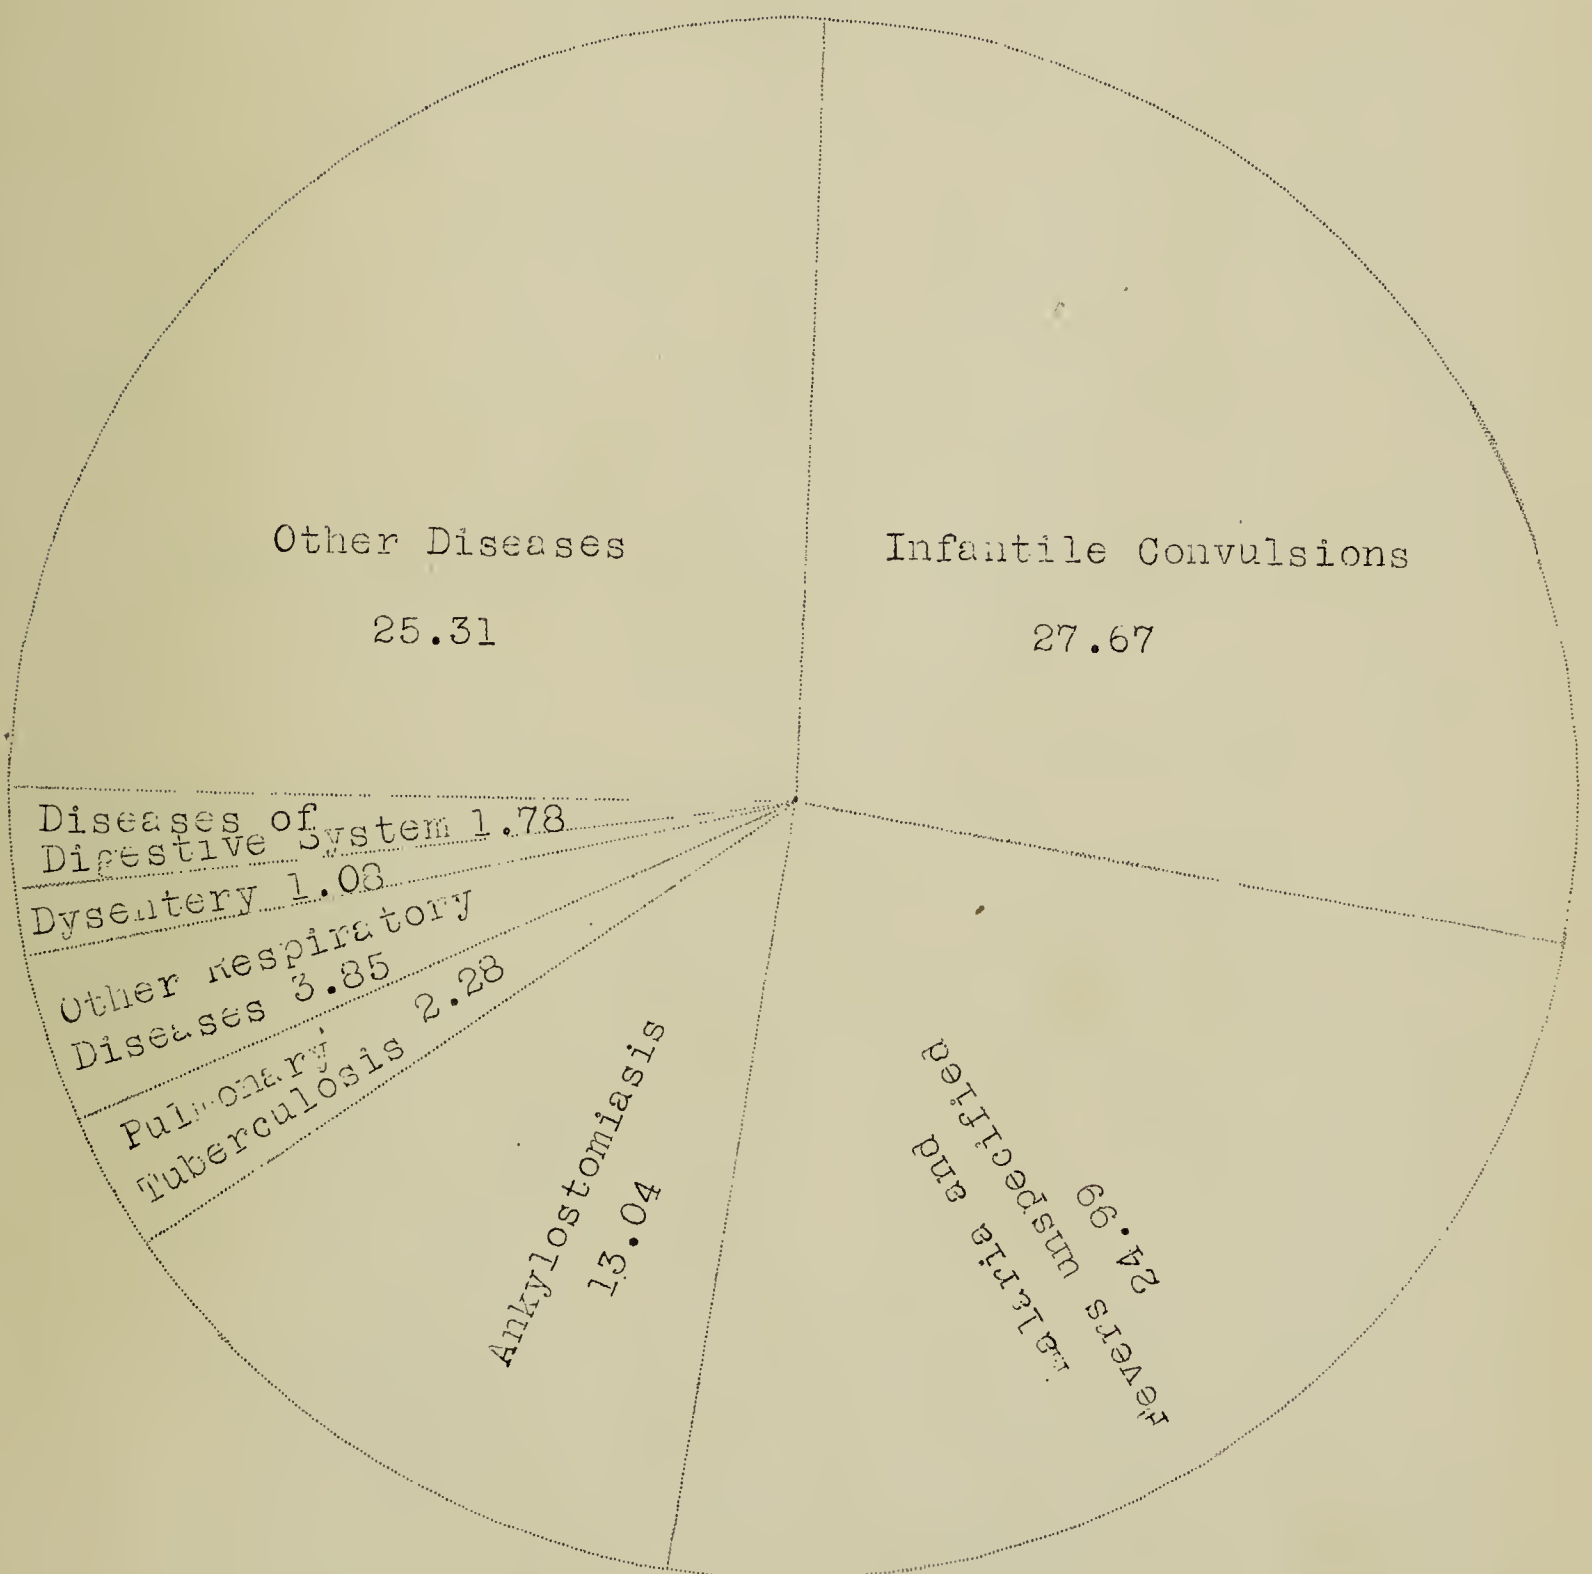 Other Diseases
25.31
Infantile Convulsions
27.67
Diseases of
Digestive System 1.78
Dysentery 1.08
Other Respiratory
Diseases 3.85
Pulmonary
Tuberculosis 2.28
Ankylostomiasis
13.04
Malaria and
Fevers unspecified
24.99